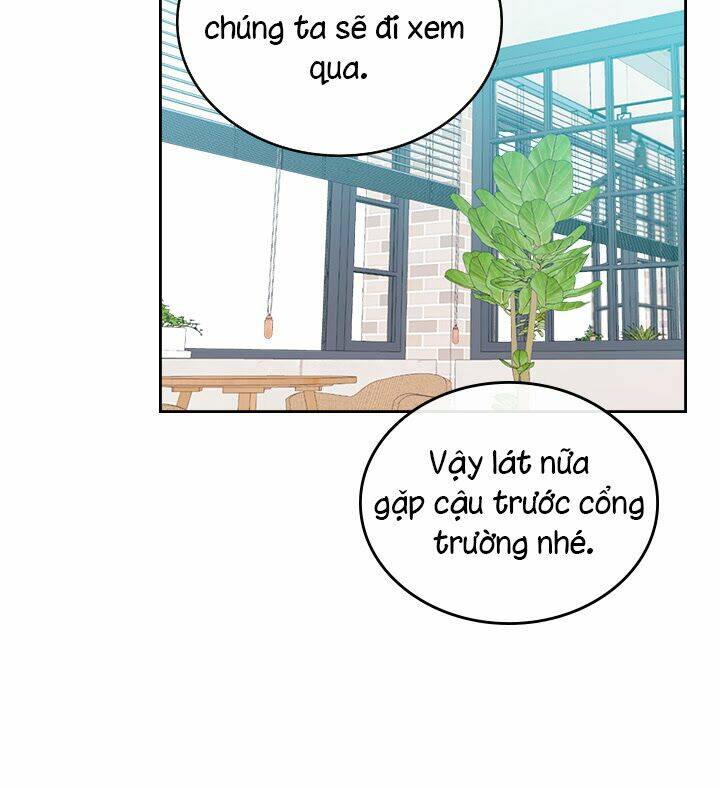 chúng ta sẽ đi xem
qua.
Vậy lát nữa
gặp cậu trước cổng
trường nhé.